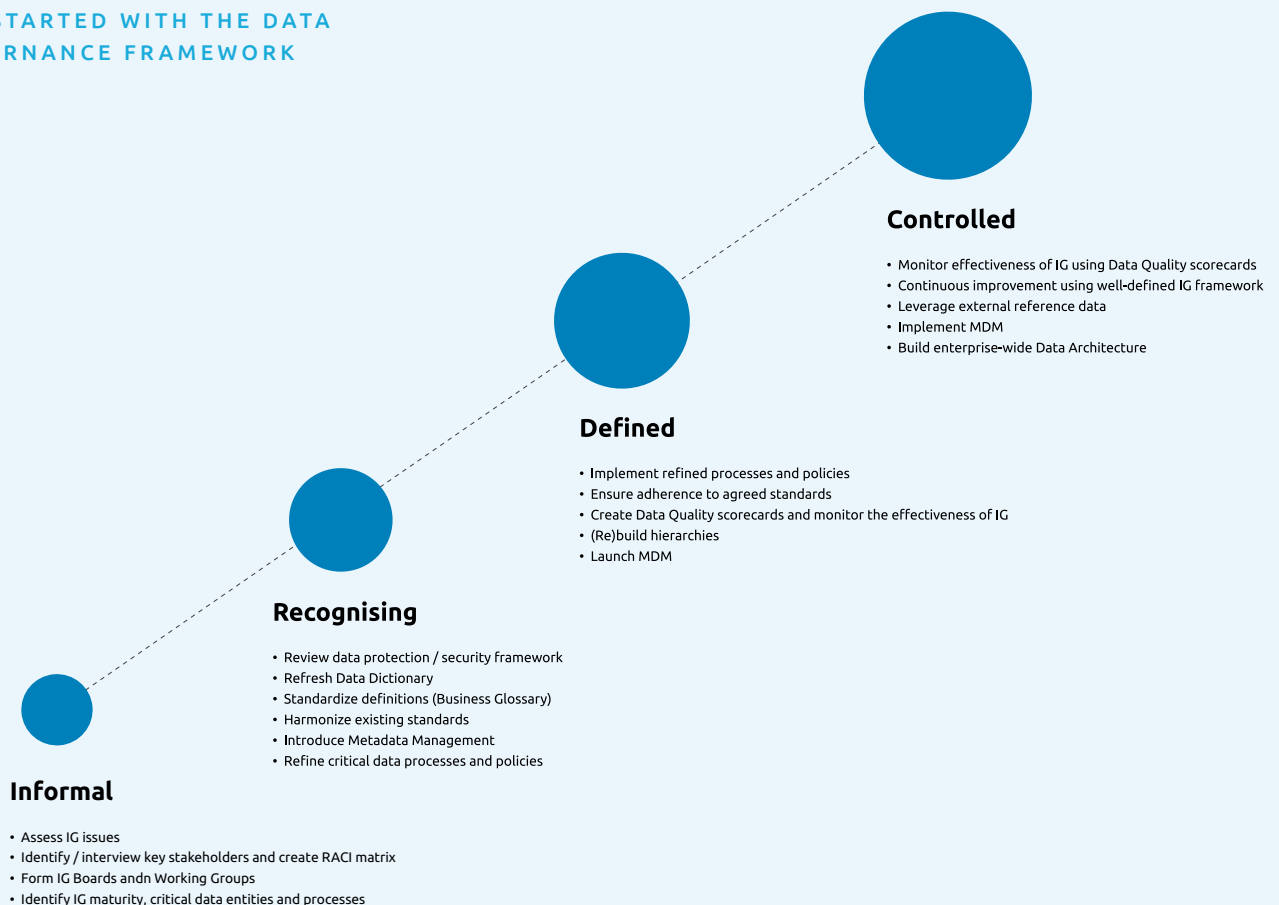 STARTED WITH THE DATA
RNANCE FRAMEWORK
Controlled
• Monitor effectiveness of IG using Data Quality scorecards
• Continuous improvement using well-defined IG framework
• Leverage external reference data
• Implement MDM
• Build enterprise-wide Data Architecture
Defined
• Implement refined processes and policies
• Ensure adherence to agreed standards
• Create Data Quality scorecards and monitor the effectiveness of IG
• (Re)build hierarchies
• Launch MDM
Recognising
• Review data protection / security framework
• Refresh Data Dictionary
• Standardize definitions (Business Glossary)
• Harmonize existing standards
• Introduce Metadata Management
• Refine critical data processes and policies
Informal
• Assess IG issues
• Identify / interview key stakeholders and create RACI matrix
• Form IG Boards andn Working Groups
• Identify IG maturity, critical data entities and processes